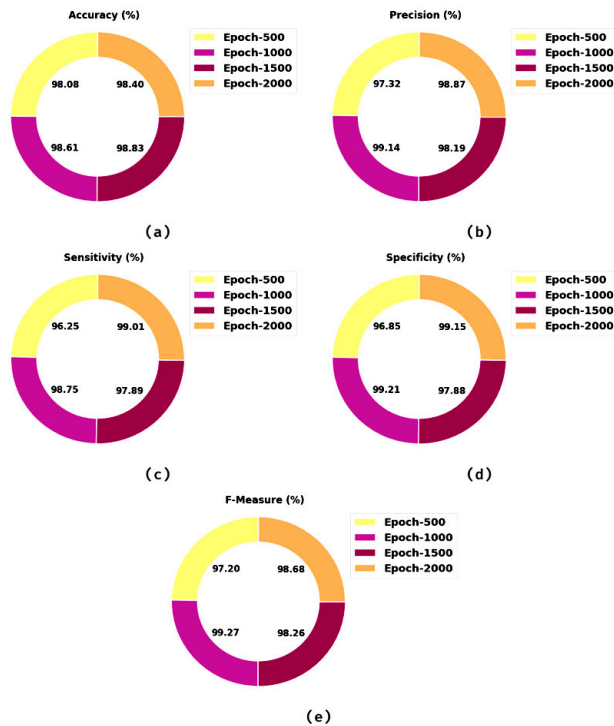 Accuracy (%)
98.08
98.40
98.61
98.83
Epoch-500
Epoch-1000
Epoch-1500
Epoch-2000
(a)
Precision (%)
97.32
98.87
99.14
98.19
Epoch-500
Epoch-1000
Epoch-1500
Epoch-2000
(b)
Sensitivity (%)
96.25
99.01
98.75
97.89
Epoch-500
Epoch-1000
Epoch-1500
Epoch-2000
(c)
Specificity (%)
96.85
99.15
99.21
97.88
Epoch-500
Epoch-1000
Epoch-1500
Epoch-2000
(d)
F-Measure (%)
97.20
98.68
99.27
98.26
Epoch-500
Epoch-1000
Epoch-1500
Epoch-2000
(e)